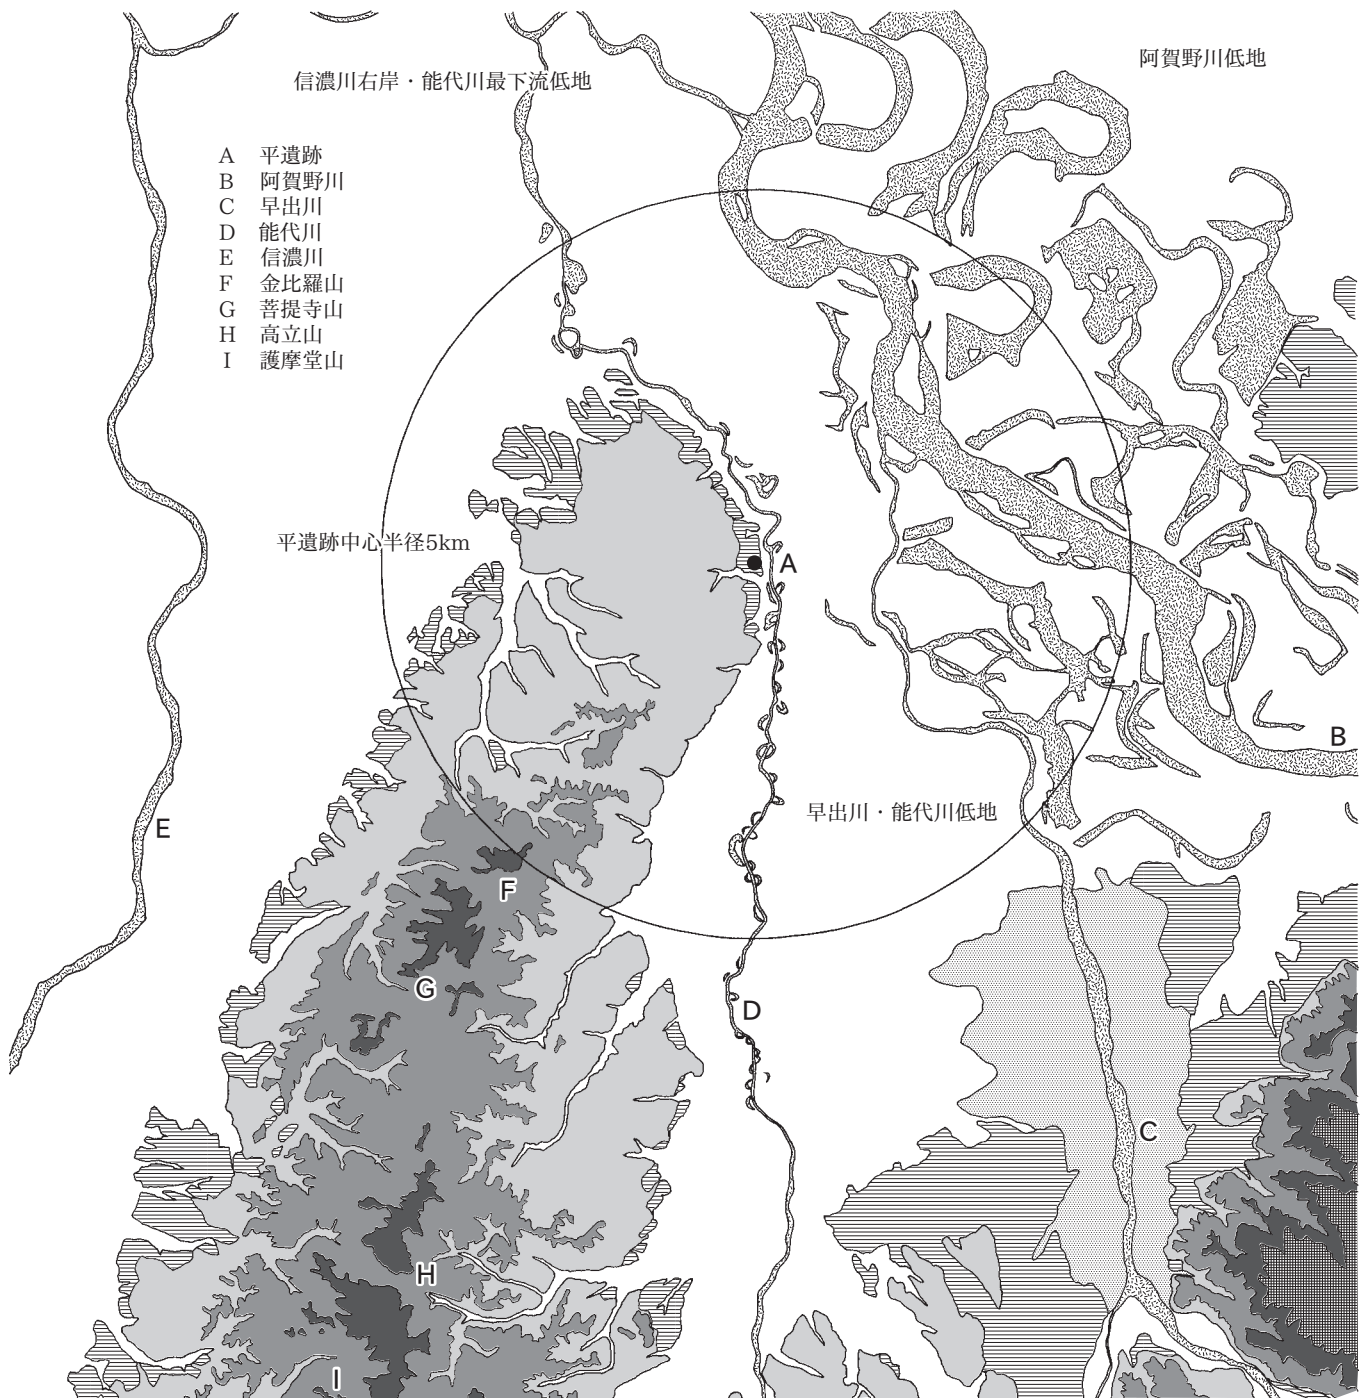 阿賀野川低地
信濃川右岸・能代川最下流低地
A 平遺跡
B 阿賀野川
C 早出川
D 能代川
E 信濃川
F 金比羅山
G 菩提寺山
H 高立山
I 護摩堂山
平遺跡中心半径5km
A
B
早出川・能代川低地
E
F
G
D
C
H
I